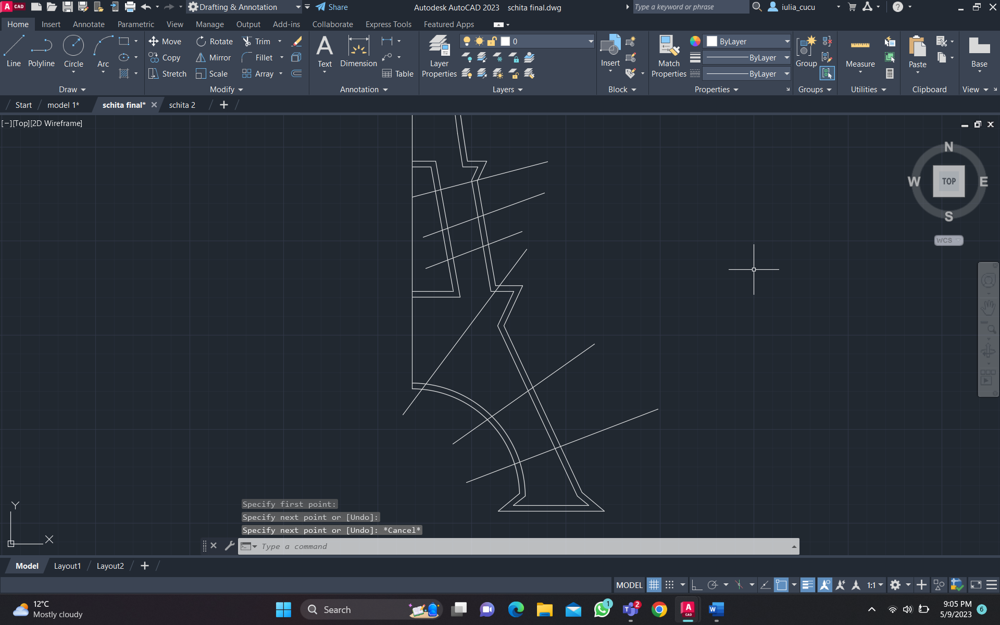 A CAD Drafting & Annotation Share Autodesk AutoCAD 2023 schita final.dwg Type a keyword or phrase iulia_cucu ?
Home Insert Annotate Parametric View Manage Output Add-ins Collaborate Express Tools Featured Apps
Line Polyline Circle Arc
Move Rotate Trim
Copy Mirror Fillet
Stretch Scale Array
Text Dimension Table
Layer Properties
0
Insert
Match Properties
ByLayer
ByLayer
ByLayer
Group
Measure
Paste
Base
Draw Modify Annotation Layers Block Properties Groups Utilities Clipboard View
Start model 1* schita final* schita 2
[−][Top][2D Wireframe]
N
W TOP E
S
WCS
Y
X
Specify first point:
Specify next point or [Undo]:
Specify next point or [Undo]: *Cancel*
Type a command
Model Layout1 Layout2
MODEL 1:1
12°C
Mostly cloudy
Search
1
2
A CAD
W
9:05 PM
5/9/2023
6